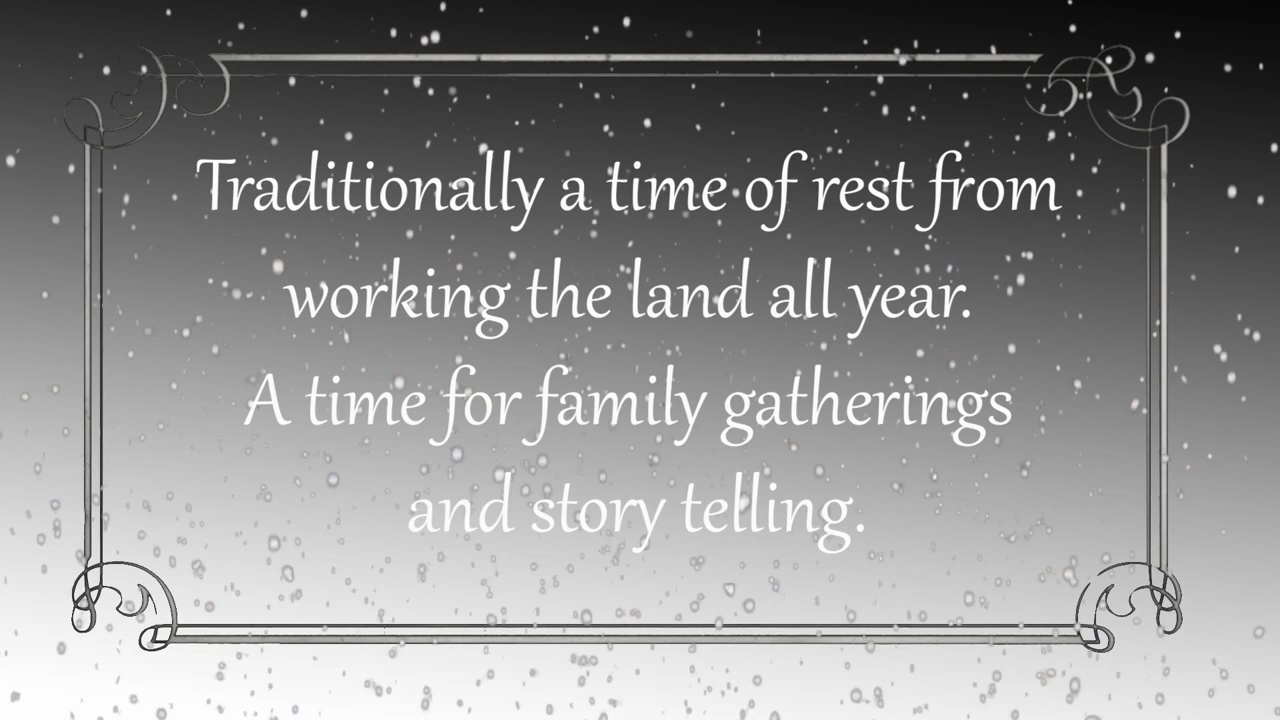 Traditionally a time of rest from
working the land all year.
A time for family gatherings
and story telling.